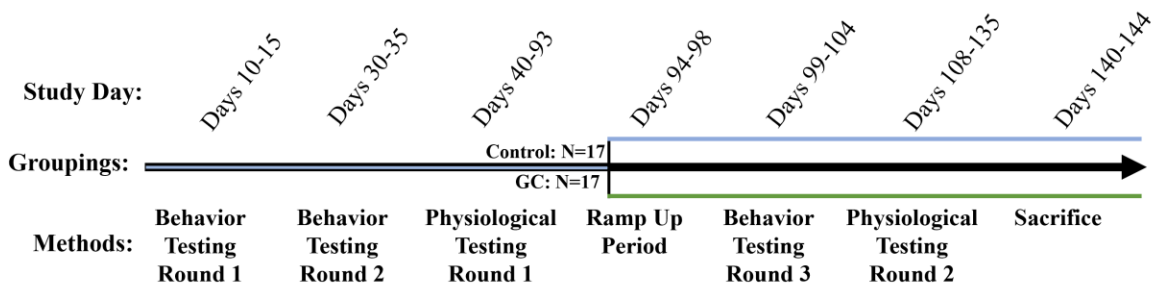 Study Day:
Days 10-15
Days 30-35
Days 40-93
Days 94-98
Days 99-104
Days 108-135
Days 140-144
Groupings:
Control: N=17
GC: N=17
Methods:
Behavior
Testing
Round 1
Behavior
Testing
Round 2
Physiological
Testing
Round 1
Ramp Up
Period
Behavior
Testing
Round 3
Physiological
Testing
Round 2
Sacrifice